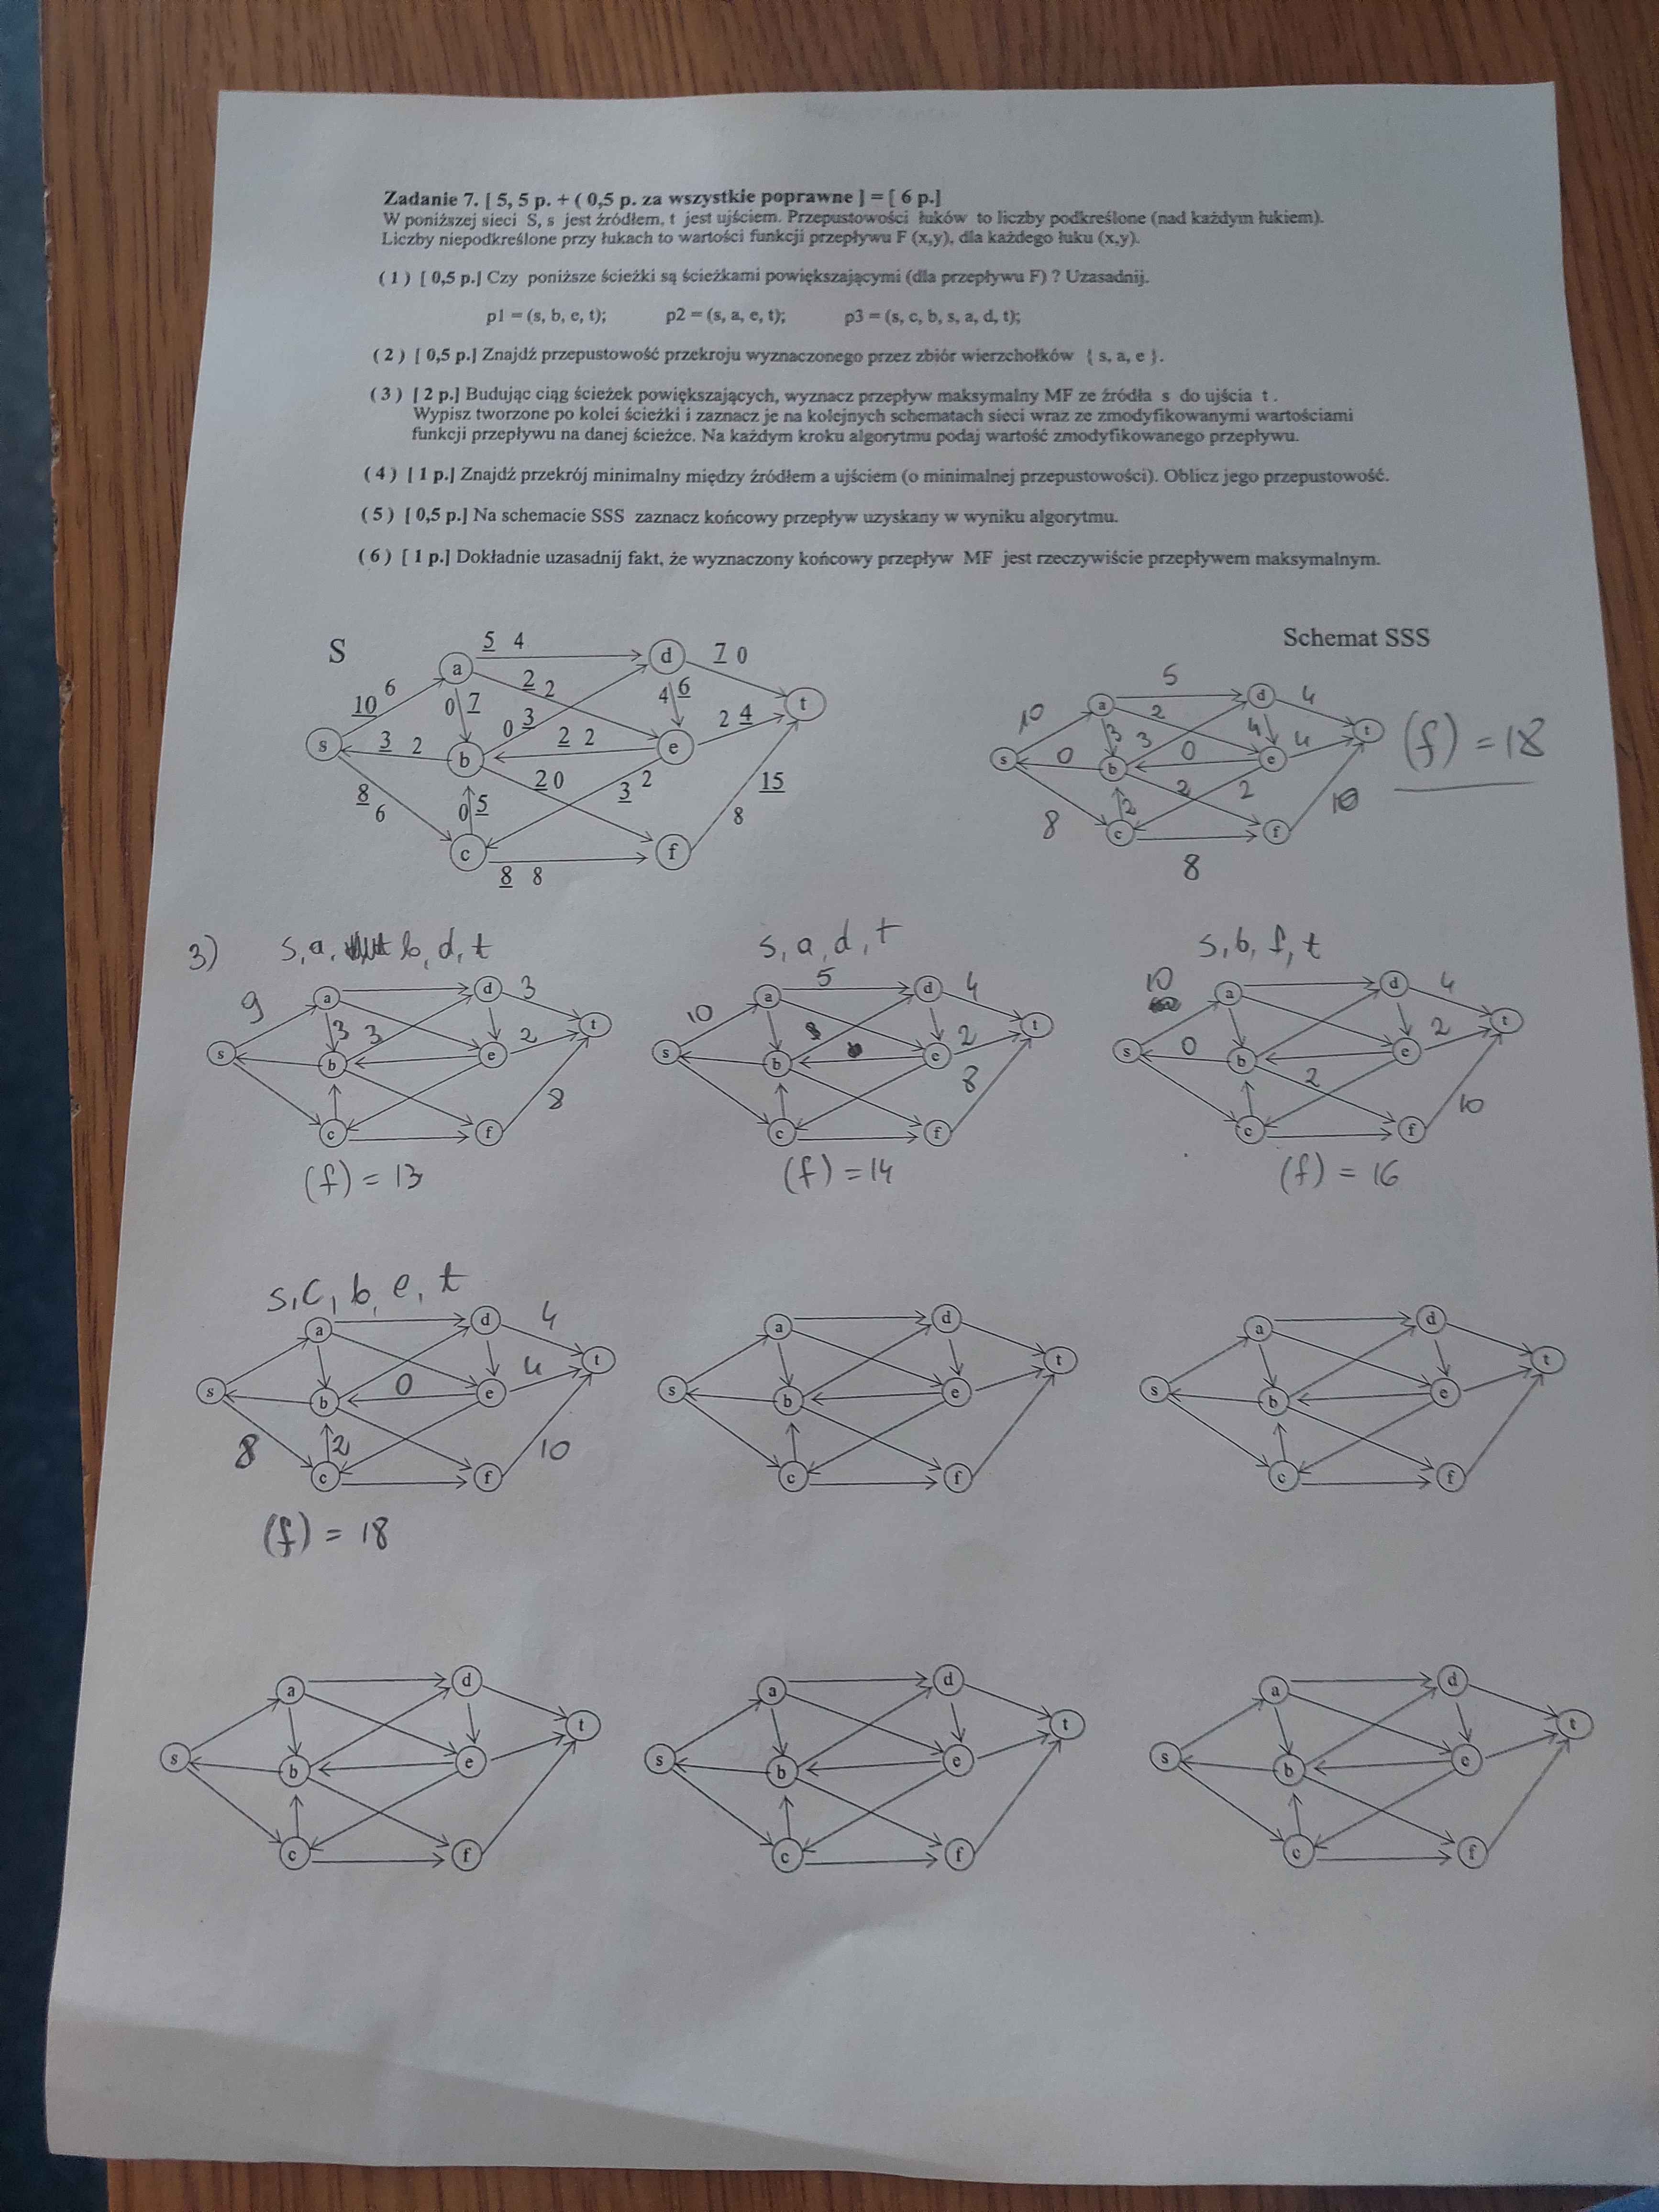 Zadanie 7. [ 5, 5 p. + ( 0,5 p. za wszystkie poprawne ] = [ 6 p.]
W poniższej sieci S, s jest źródłem, t jest ujściem. Przepustowości łuków to liczby podkreślone (nad każdym łukiem).
Liczby niepodkreślone przy łukach to wartości funkcji przepływu F (x,y), dla każdego łuku (x,y).
( 1 ) [ 0,5 p.] Czy poniższe ścieżki są ścieżkami powiększającymi (dla przepływu F) ? Uzasadnij.
p1 = (s, b, e, t); p2 = (s, a, e, t); p3 = (s, c, b, s, a, d, t);
( 2 ) [ 0,5 p.] Znajdź przepustowość przekroju wyznaczonego przez zbiór wierzchołków { s, a, e }.
( 3 ) [ 2 p.] Budując ciąg ścieżek powiększających, wyznacz przepływ maksymalny MF ze źródła s do ujścia t .
Wypisz tworzone po kolei ścieżki i zaznacz je na kolejnych schematach sieci wraz ze zmodyfikowanymi wartościami
funkcji przepływu na danej ścieżce. Na każdym kroku algorytmu podaj wartość zmodyfikowanego przepływu.
( 4 ) [ 1 p.] Znajdź przekrój minimalny między źródłem a ujściem (o minimalnej przepustowości). Oblicz jego przepustowość.
( 5 ) [ 0,5 p.] Na schemacie SSS zaznacz końcowy przepływ uzyskany w wyniku algorytmu.
( 6 ) [ 1 p.] Dokładnie uzasadnij fakt, że wyznaczony końcowy przepływ MF jest rzeczywiście przepływem maksymalnym.
S
5 4
a
d
7 0
10 6
0 7
2 2
4 6
t
s
3 2
0 3
2 2
2 4
b
e
8 6
0 5
2 0
3 2
15
8
c
f
8 8
Schemat SSS
5
a
d
4
10
2
3
3
4
t
s
0
b
0
e
4
(f) = 18
8
2
2
2
10
c
f
8
3) s, a, b, d, t
9
a
d
3
s
3
3
b
e
2
t
c
f
8
(f) = 13
s, a, d, t
5
10
a
d
4
s
b
e
2
t
c
f
8
(f) = 14
s, b, f, t
10
a
d
4
s
0
b
e
2
t
2
c
f
10
(f) = 16
s, c, b, e, t
a
d
4
s
b
0
e
4
t
8
2
c
f
10
(f) = 18
a
d
s
b
e
t
c
f
a
d
s
b
e
t
c
f
a
d
s
b
e
t
c
f
a
d
s
b
e
t
c
f
a
d
s
b
e
t
c
f